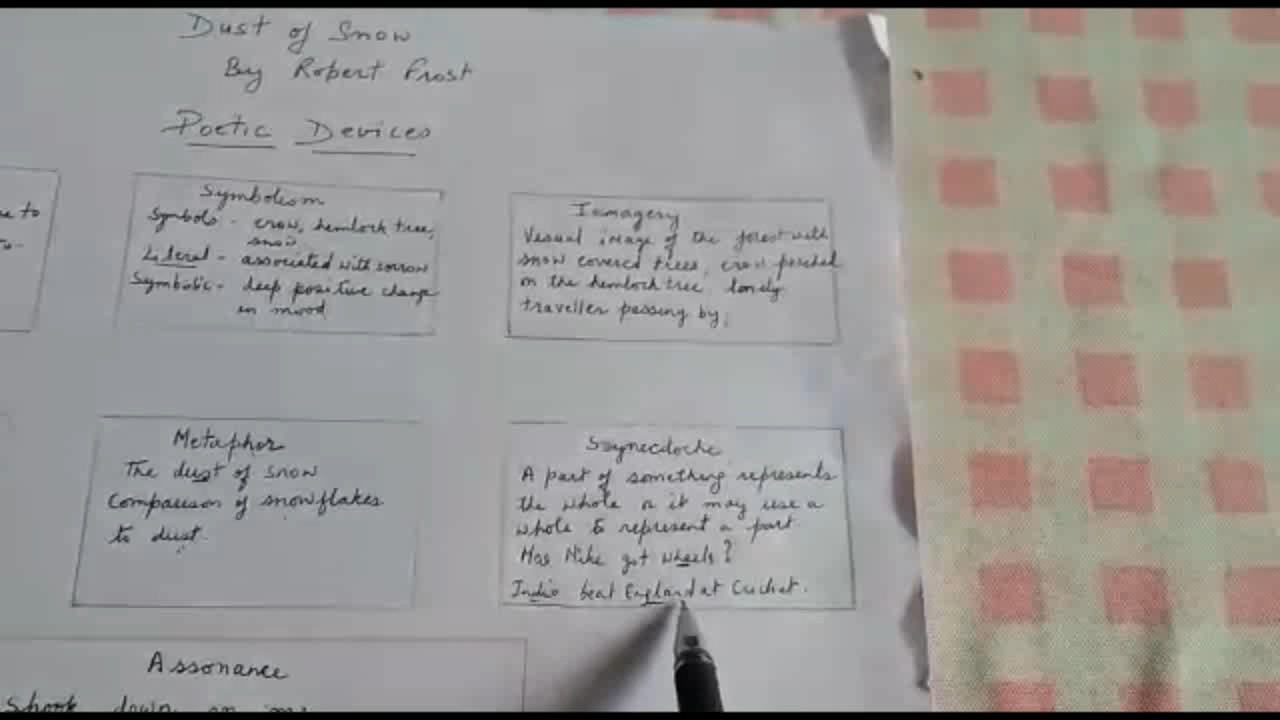 Dust of Snow
By Robert Frost
Poetic Devices
to
Symbolism
Symbols - crow, hemlock tree,
snow
Literal - associated with sorrow
Symbolic - deep positive change
in mood
Imagery
Visual image of the forest with
snow covered trees, crow perched
on the hemlock tree, lonely
traveller passing by,
Metaphor
The dust of snow
Comparison of snowflakes
to dust.
Synecdoche
A part of something represents
the whole or it may use a
whole to represent a part
Has Nike got wheels?
India beat England at Cricket.
Assonance
Shook down on me